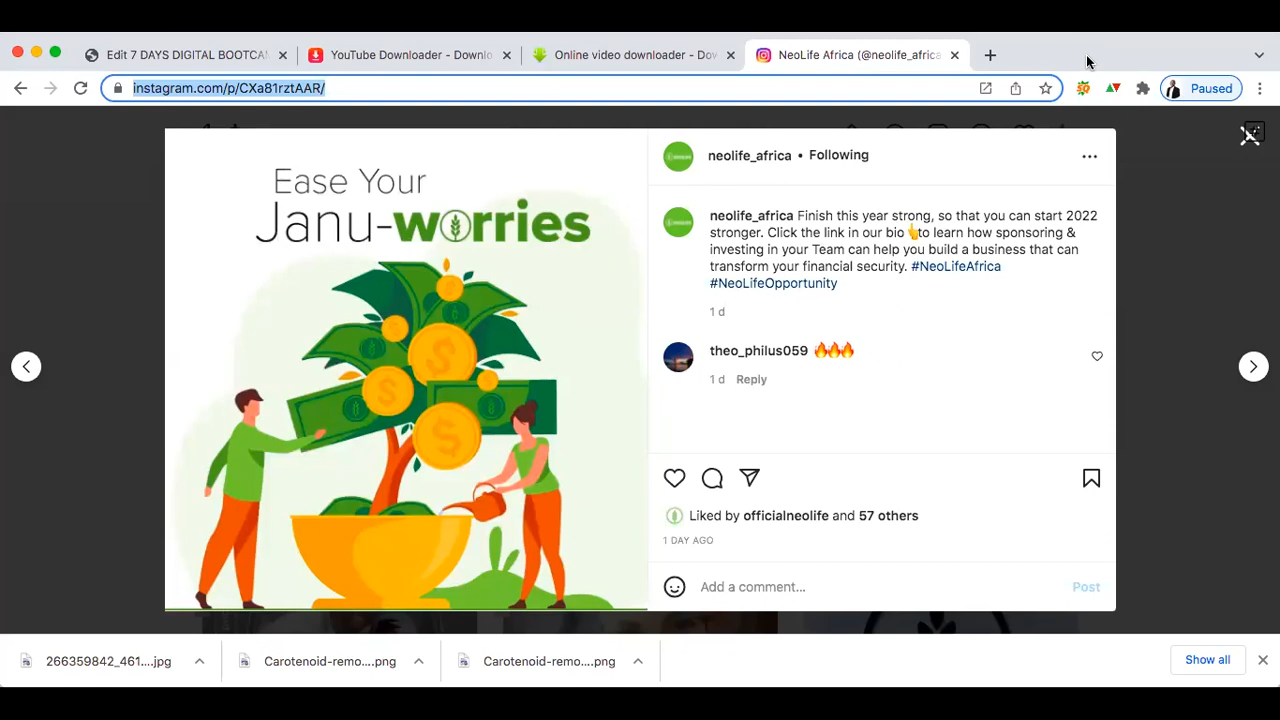 Edit 7 DAYS DIGITAL BOOTCA
YouTube Downloader - Downlo
Online video downloader - Dov
NeoLife Africa (@neolife_africa
instagram.com/p/CXa81rztAAR/
Paused
Ease Your
Janu-worries
neolife_africa • Following
neolife_africa Finish this year strong, so that you can start 2022
stronger. Click the link in our bio👆to learn how sponsoring &
investing in your Team can help you build a business that can
transform your financial security. #NeoLifeAfrica
#NeoLifeOpportunity
1 d
theo_philus059 🔥🔥🔥
1 d Reply
Liked by officialneolife and 57 others
1 DAY AGO
Add a comment...
Post
266359842_461....jpg
Carotenoid-remo....png
Carotenoid-remo....png
Show all